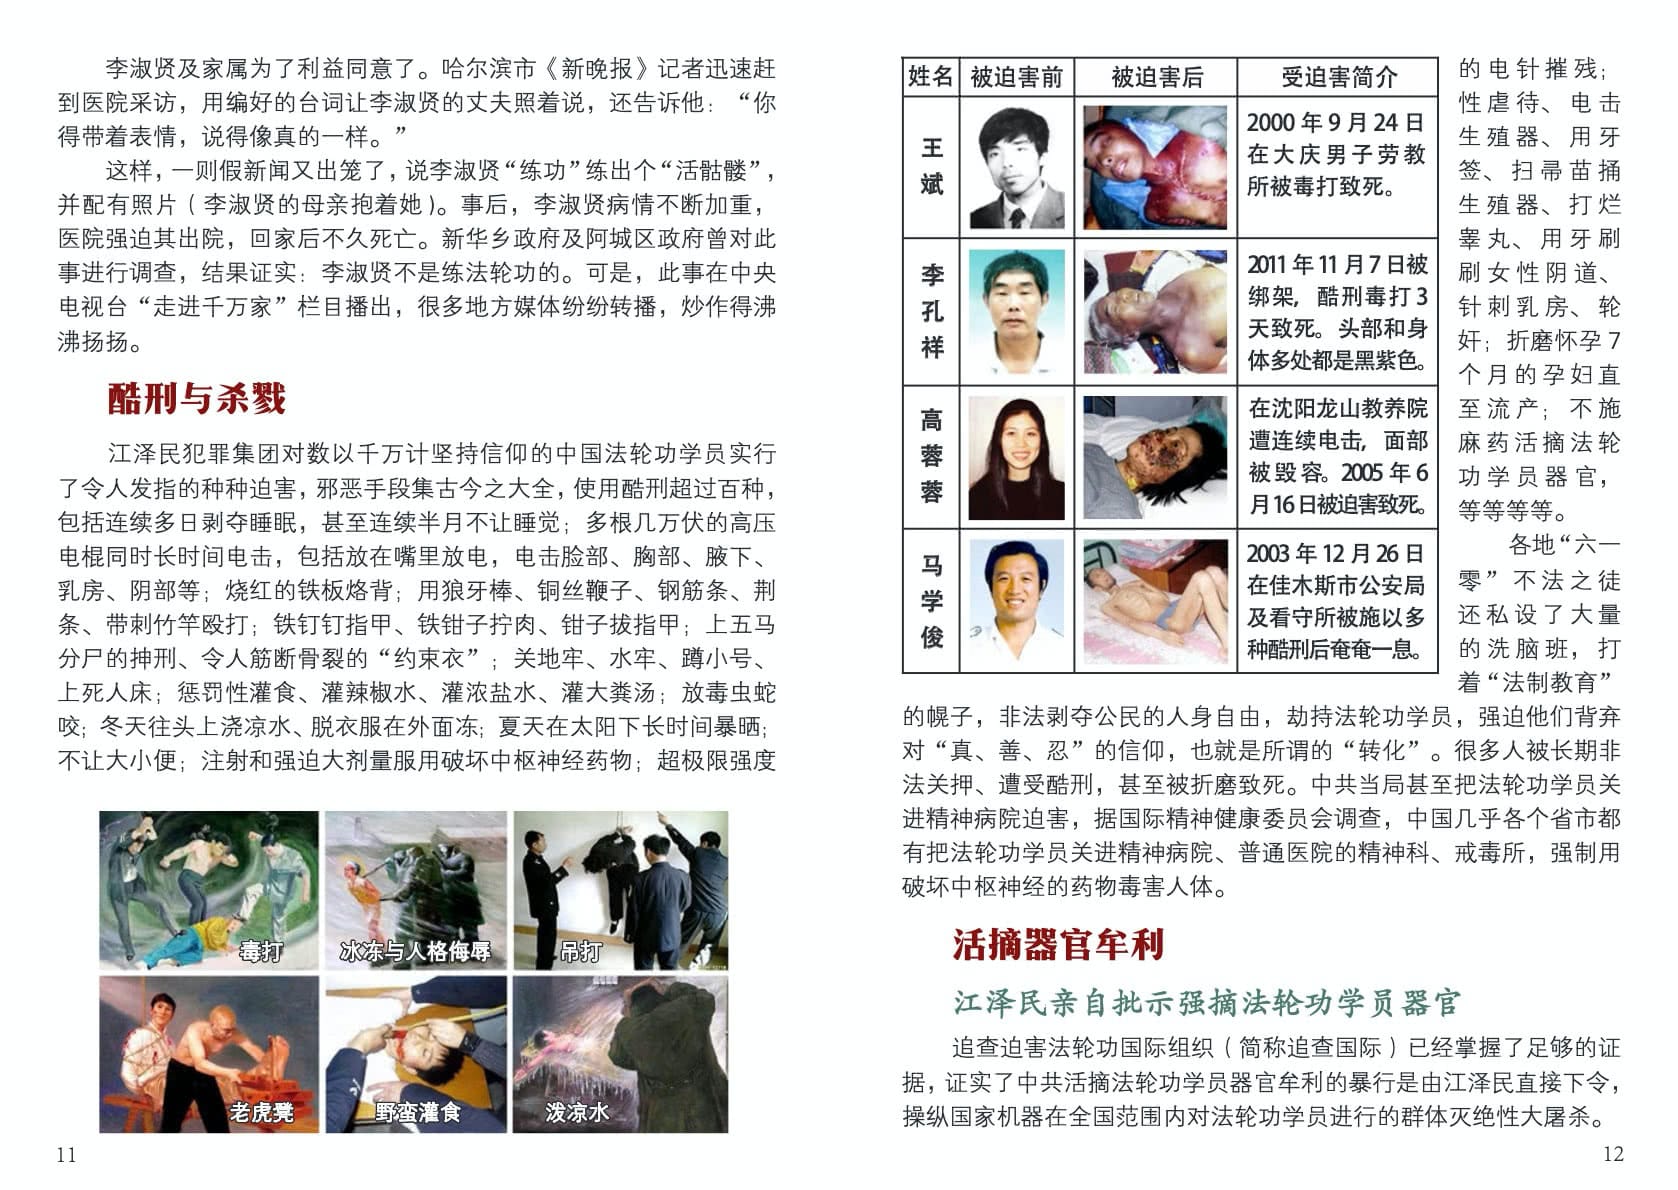 李淑贤及家属为了利益同意了。哈尔滨市《新晚报》记者迅速赶
到医院采访，用编好的台词让李淑贤的丈夫照着说，还告诉他：“你
得带着表情，说得像真的一样。”
这样，一则假新闻又出笼了，说李淑贤“练功”练出个“活骷髅”，
并配有照片（李淑贤的母亲抱着她）。事后，李淑贤病情不断加重，
医院强迫其出院，回家后不久死亡。新华乡政府及阿城区政府曾对此
事进行调查，结果证实：李淑贤不是练法轮功的。可是，此事在中央
电视台“走进千万家”栏目播出，很多地方媒体纷纷转播，炒作得沸
沸扬扬。
酷刑与杀戮
江泽民犯罪集团对数以千万计坚持信仰的中国法轮功学员实行
了令人发指的种种迫害，邪恶手段集古今之大全，使用酷刑超过百种，
包括连续多日剥夺睡眠，甚至连续半月不让睡觉；多根几万伏的高压
电棍同时长时间电击，包括放在嘴里放电，电击脸部、胸部、腋下、
乳房、阴部等；烧红的铁板烙背；用狼牙棒、铜丝鞭子、钢筋条、荆
条、带刺竹竿殴打；铁钉钉指甲、铁钳子拧肉、钳子拔指甲；上五马
分尸的抻刑、令人筋断骨裂的“约束衣”；关地牢、水牢、蹲小号、
上死人床；惩罚性灌食、灌辣椒水、灌浓盐水、灌大粪汤；放毒虫蛇
咬；冬天往头上浇凉水、脱衣服在外面冻；夏天在太阳下长时间暴晒；
不让大小便；注射和强迫大剂量服用破坏中枢神经药物；超极限强度
毒打
冰冻与人格侮辱
吊打
老虎凳
野蛮灌食
泼凉水
11
姓名 被迫害前 被迫害后 受迫害简介
王斌
2000年9月24日
在大庆男子劳教
所被毒打致死。
李孔祥
2011年11月7日被
绑架，酷刑毒打3
天致死。头部和身
体多处都是黑紫色。
高蓉蓉
在沈阳龙山教养院
遭连续电击，面部
被毁容。2005年6
月16日被迫害致死。
马学俊
2003年12月26日
在佳木斯市公安局
及看守所被施以多
种酷刑后奄奄一息。
的电针摧残；
性虐待、电击
生殖器、用牙
签、扫帚苗捅
生殖器、打烂
睾丸、用牙刷
刷女性阴道、
针刺乳房、轮
奸；折磨怀孕7
个月的孕妇直
至流产；不施
麻药活摘法轮
功学员器官，
等等等等。
各地“六一
零”不法之徒
还私设了大量
的洗脑班，打
着“法制教育”
的幌子，非法剥夺公民的人身自由，劫持法轮功学员，强迫他们背弃
对“真、善、忍”的信仰，也就是所谓的“转化”。很多人被长期非
法关押、遭受酷刑，甚至被折磨致死。中共当局甚至把法轮功学员关
进精神病院迫害，据国际精神健康委员会调查，中国几乎各个省市都
有把法轮功学员关进精神病院、普通医院的精神科、戒毒所，强制用
破坏中枢神经的药物毒害人体。
活摘器官牟利
江泽民亲自批示强摘法轮功学员器官
追查迫害法轮功国际组织（简称追查国际）已经掌握了足够的证
据，证实了中共活摘法轮功学员器官牟利的暴行是由江泽民直接下令，
操纵国家机器在全国范围内对法轮功学员进行的群体灭绝性大屠杀。
12